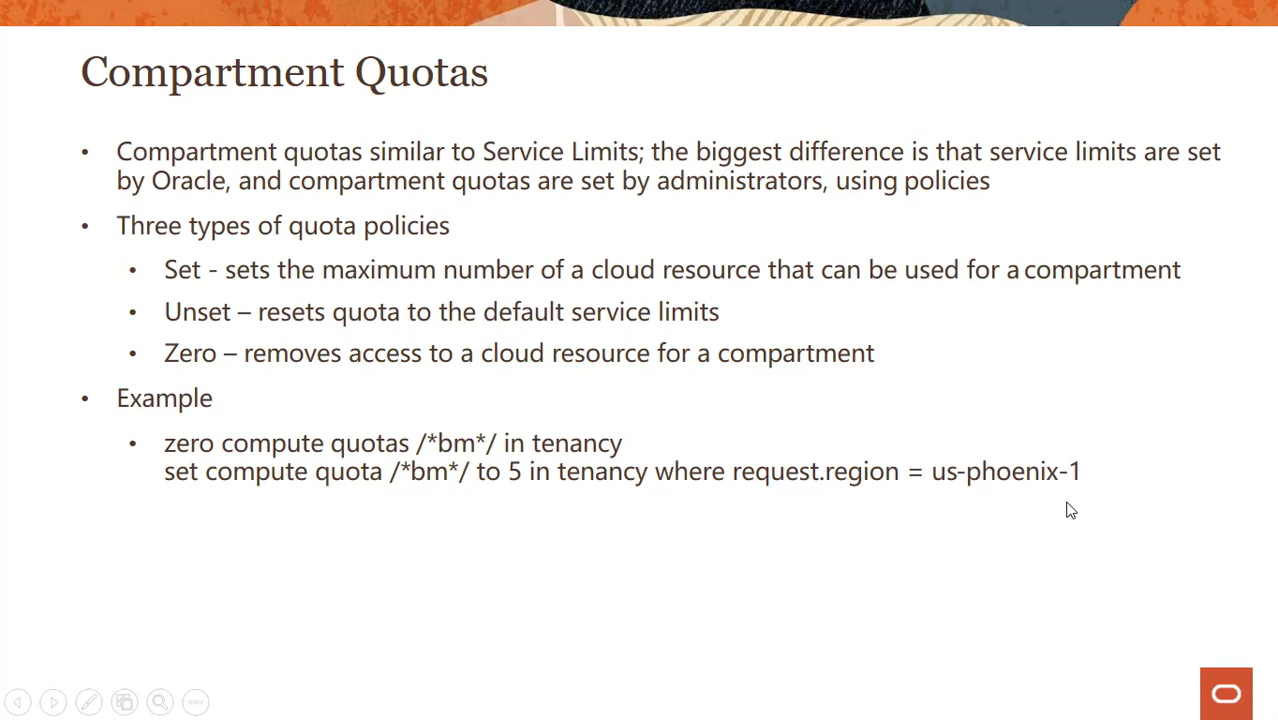 Compartment Quotas
• Compartment quotas similar to Service Limits; the biggest difference is that service limits are set
by Oracle, and compartment quotas are set by administrators, using policies
• Three types of quota policies
• Set - sets the maximum number of a cloud resource that can be used for a compartment
• Unset – resets quota to the default service limits
• Zero – removes access to a cloud resource for a compartment
• Example
• zero compute quotas /*bm*/ in tenancy
set compute quota /*bm*/ to 5 in tenancy where request.region = us-phoenix-1